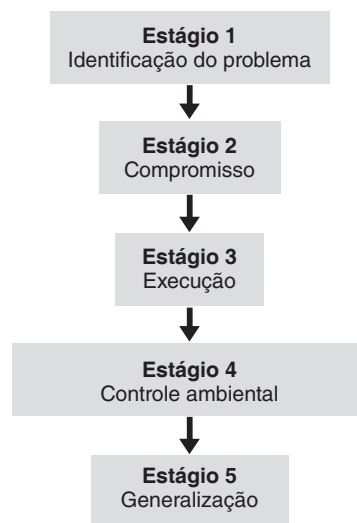 Estágio 1
Identificação do problema
Estágio 2
Compromisso
Estágio 3
Execução
Estágio 4
Controle ambiental
Estágio 5
Generalização